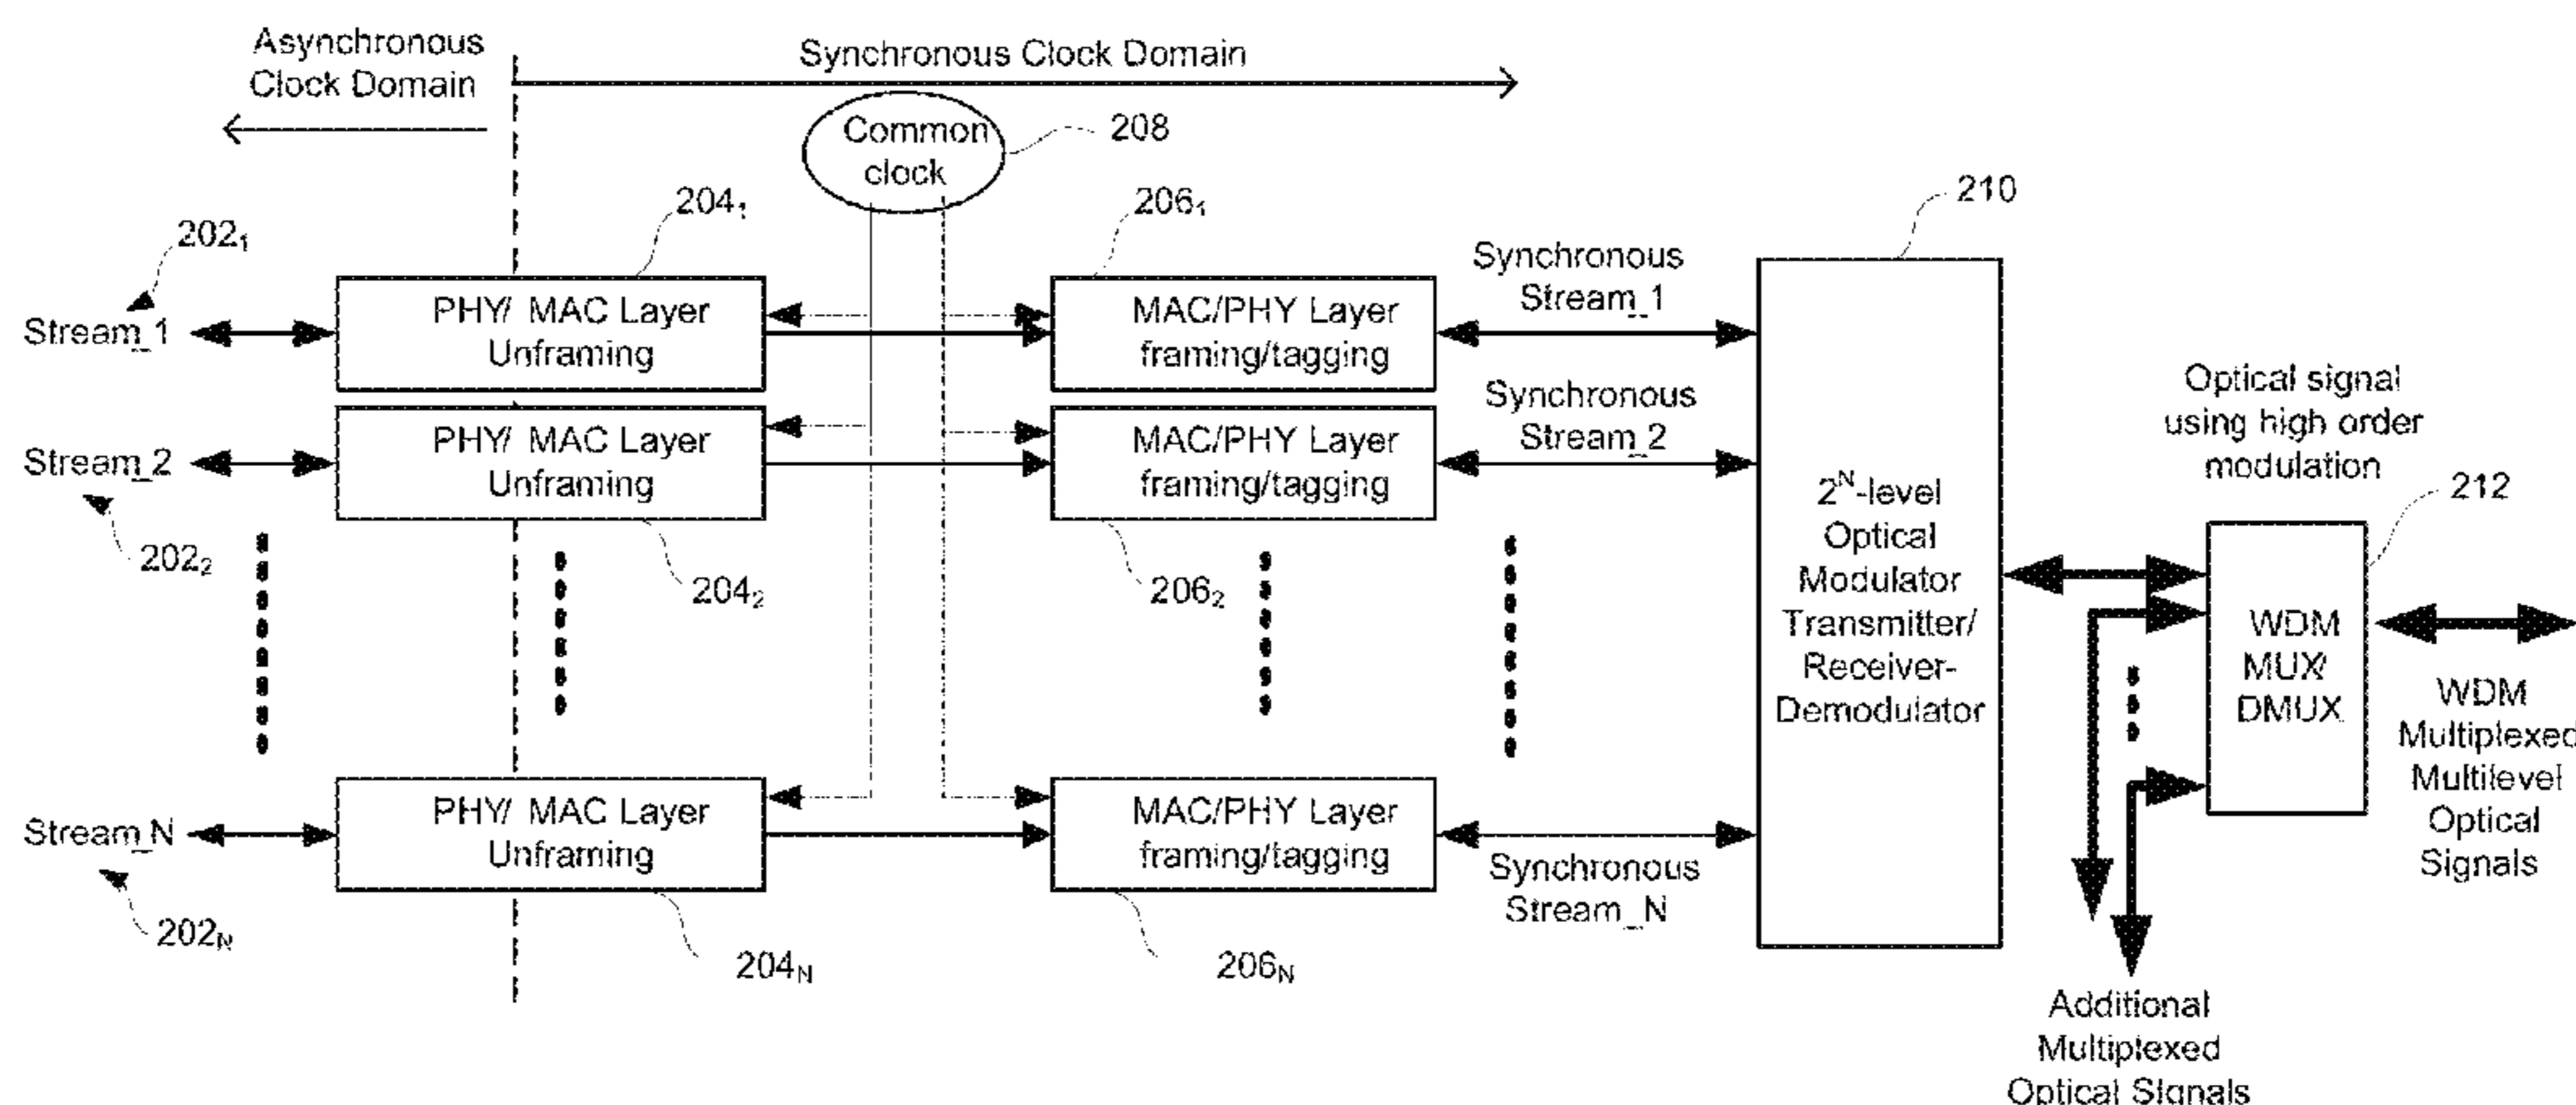 Asynchronous
Clock Domain
Synchronous Clock Domain
Common
clock
208
202₁
204₁
206₁
210
Stream_1
PHY/ MAC Layer
Unframing
MAC/PHY Layer
framing/tagging
Synchronous
Stream_1
Stream_2
202₂
PHY/ MAC Layer
Unframing
204₂
MAC/PHY Layer
framing/tagging
206₂
Synchronous
Stream_2
Stream_N
202_N
PHY/ MAC Layer
Unframing
204_N
MAC/PHY Layer
framing/tagging
206_N
Synchronous
Stream_N
2^N-level
Optical
Modulator
Transmitter/
Receiver-
Demodulator
Optical signal
using high order
modulation
212
WDM
MUX/
DMUX
WDM
Multiplexed
Multilevel
Optical
Signals
Additional
Multiplexed
Optical SIgnals